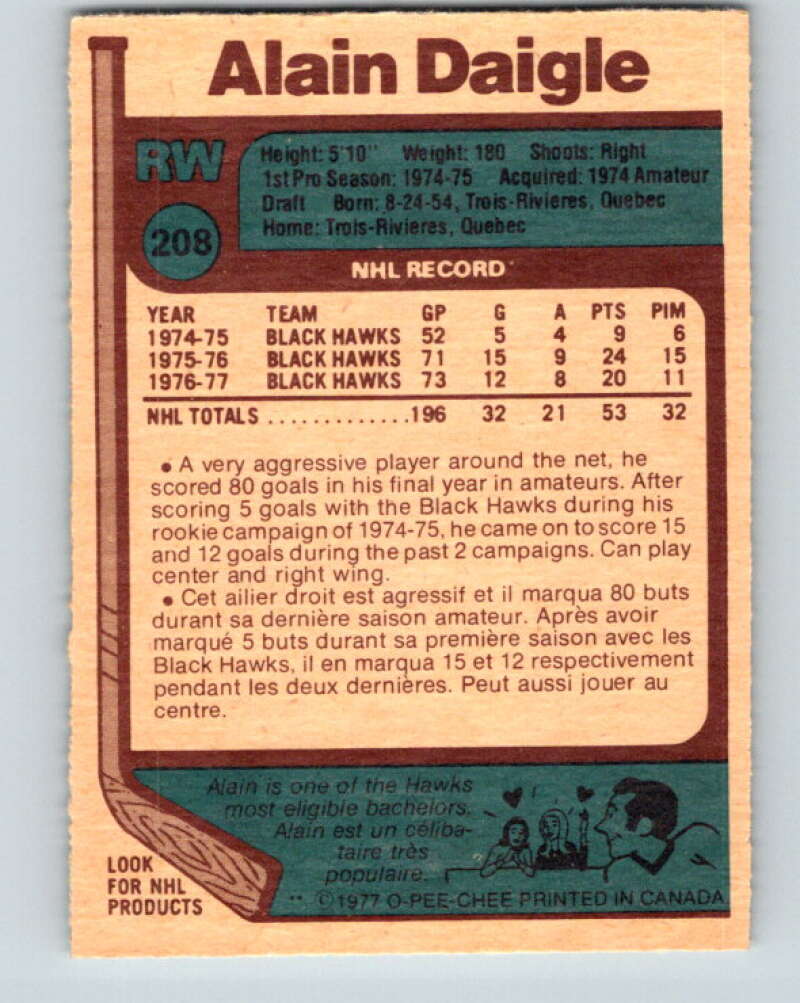 Alain Daigle
RW
Height: 5'10" Weight: 180 Shoots: Right
1st Pro Season: 1974-75 Acquired: 1974 Amateur
Draft Born: 8-24-54, Trois-Rivieres, Quebec
Home: Trois-Rivieres, Quebec
208
NHL RECORD
YEAR TEAM GP G A PTS PIM
1974-75 BLACK HAWKS 52 5 4 9 6
1975-76 BLACK HAWKS 71 15 9 24 15
1976-77 BLACK HAWKS 73 12 8 20 11
NHL TOTALS .............196 32 21 53 32
• A very aggressive player around the net, he
scored 80 goals in his final year in amateurs. After
scoring 5 goals with the Black Hawks during his
rookie campaign of 1974-75, he came on to score 15
and 12 goals during the past 2 campaigns. Can play
center and right wing.
• Cet ailier droit est agressif et il marqua 80 buts
durant sa dernière saison amateur. Après avoir
marqué 5 buts durant sa première saison avec les
Black Hawks, il en marqua 15 et 12 respectivement
pendant les deux dernières. Peut aussi jouer au
centre.
Alain is one of the Hawks
most eligible bachelors.
Alain est un céliba-
taire très
populaire.
LOOK
FOR NHL
PRODUCTS
** ©1977 O-PEE-CHEE PRINTED IN CANADA